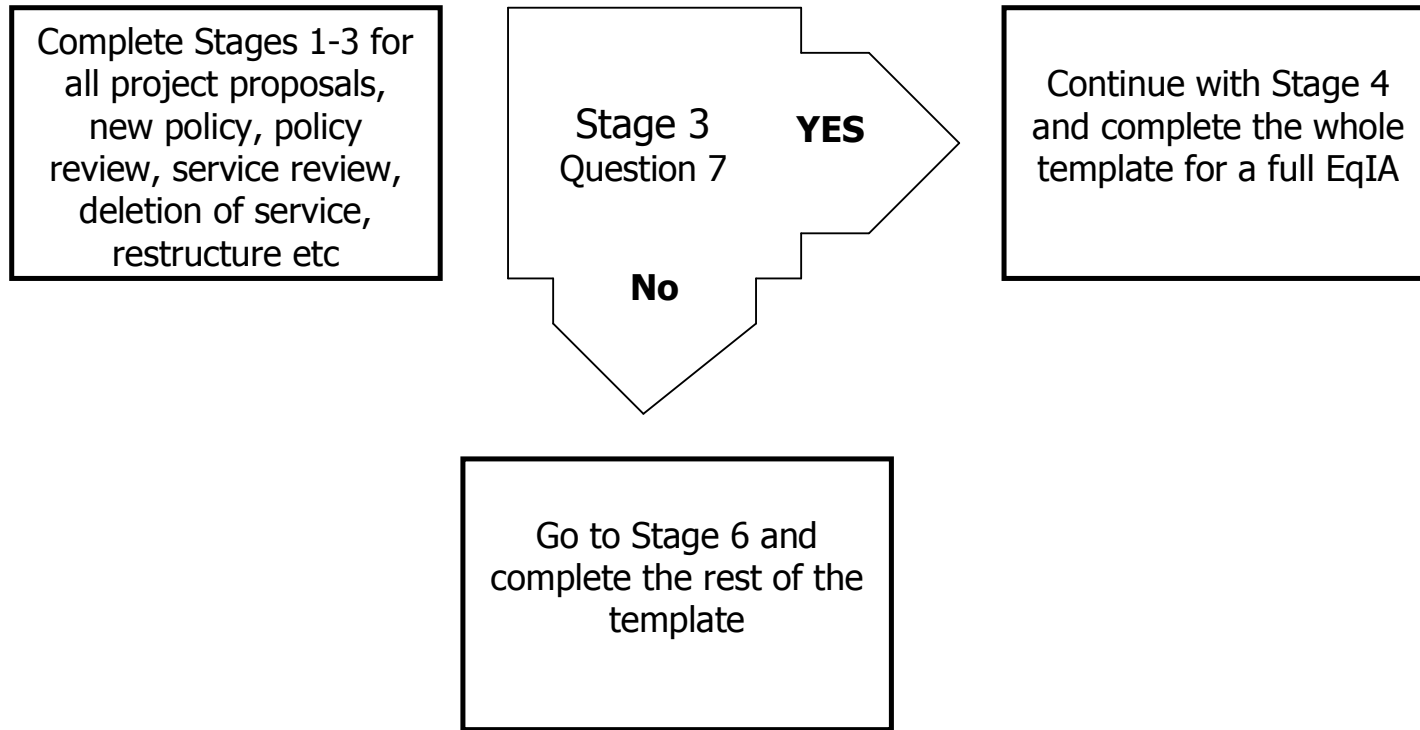 Complete Stages 1-3 for
all project proposals,
new policy, policy
review, service review,
deletion of service,
restructure etc
Stage 3
Question 7
YES
No
Continue with Stage 4
and complete the whole
template for a full EqIA
Go to Stage 6 and
complete the rest of the
template